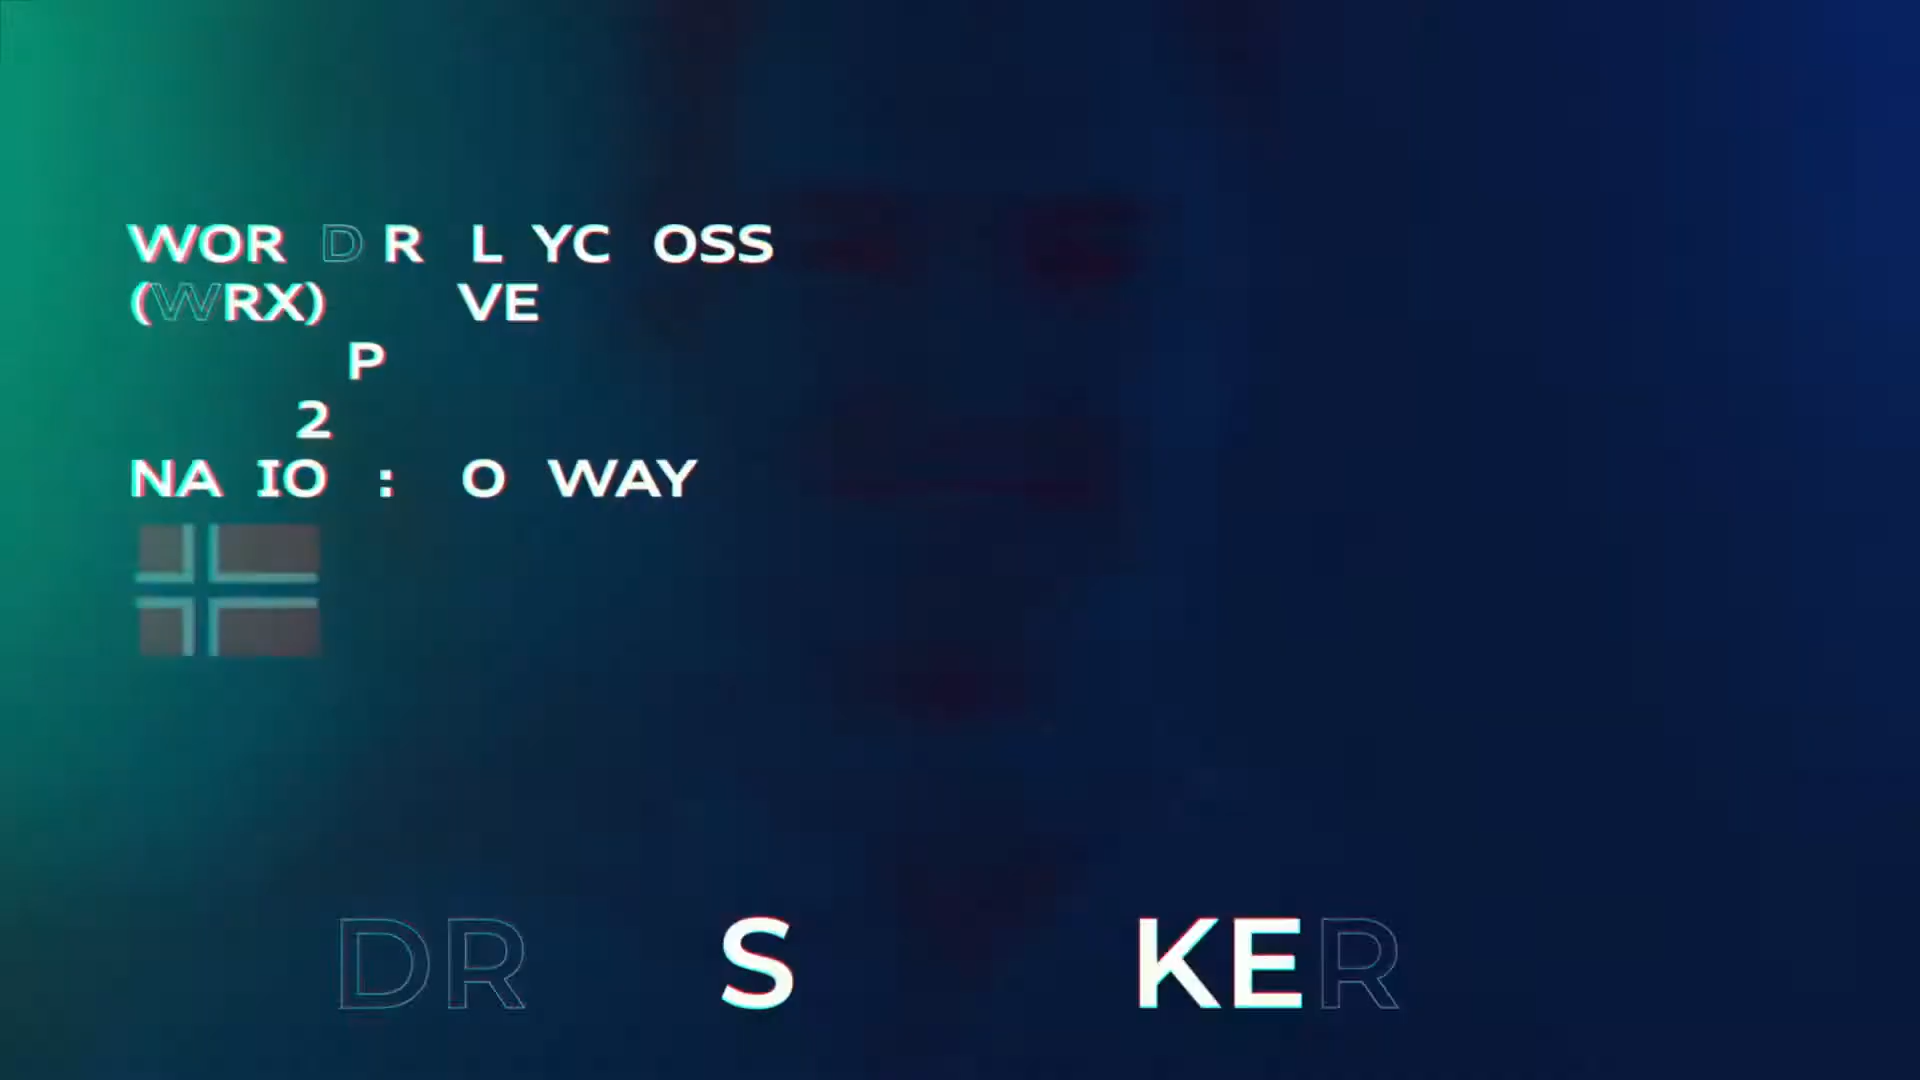 WOR D R L YC OSS
(WRX) VE
P
2
NA IO : O WAY
DR S KER